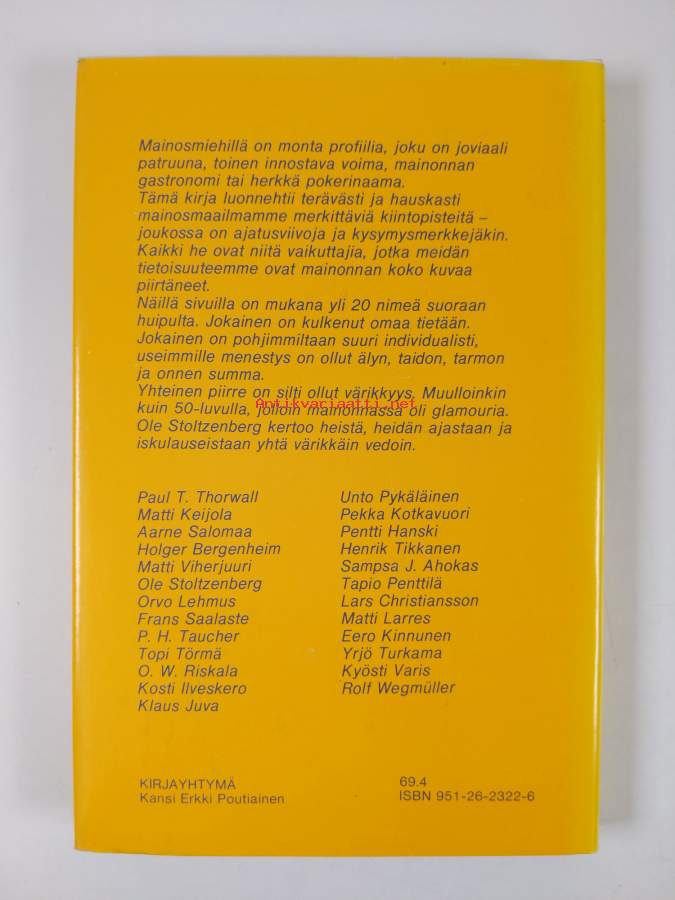 Mainosmiehillä on monta profiilia, joku on joviaali
patruuna, toinen innostava voima, mainonnan
gastronomi tai herkkä pokerinaama.
Tämä kirja luonnehtii terävästi ja hauskasti
mainosmaailmamme merkittäviä kiintopisteitä –
joukossa on ajatusviivoja ja kysymysmerkkejäkin.
Kaikki he ovat niitä vaikuttajia, jotka meidän
tietoisuuteemme ovat mainonnan koko kuvaa
piirtäneet.
Näillä sivuilla on mukana yli 20 nimeä suoraan
huipulta. Jokainen on kulkenut omaa tietään.
Jokainen on pohjimmiltaan suuri individualisti,
useimmille menestys on ollut älyn, taidon, tarmon
ja onnen summa.
Yhteinen piirre on silti ollut värikkyys. Muulloinkin
Antikvariaatti.net
kuin 50-luvulla, jolloin mainonnassa oli glamouria.
Ole Stoltzenberg kertoo heistä, heidän ajastaan ja
iskulauseistaan yhtä värikkäin vedoin.
Paul T. Thorwall
Matti Keijola
Aarne Salomaa
Holger Bergenheim
Matti Viherjuuri
Ole Stoltzenberg
Orvo Lehmus
Frans Saalaste
P. H. Taucher
Topi Törmä
O. W. Riskala
Kosti Ilveskero
Klaus Juva
Unto Pykäläinen
Pekka Kotkavuori
Pentti Hanski
Henrik Tikkanen
Sampsa J. Ahokas
Tapio Penttilä
Lars Christiansson
Matti Larres
Eero Kinnunen
Yrjö Turkama
Kyösti Varis
Rolf Wegmüller
KIRJAYHTYMÄ
Kansi Erkki Poutiainen
69.4
ISBN 951-26-2322-6